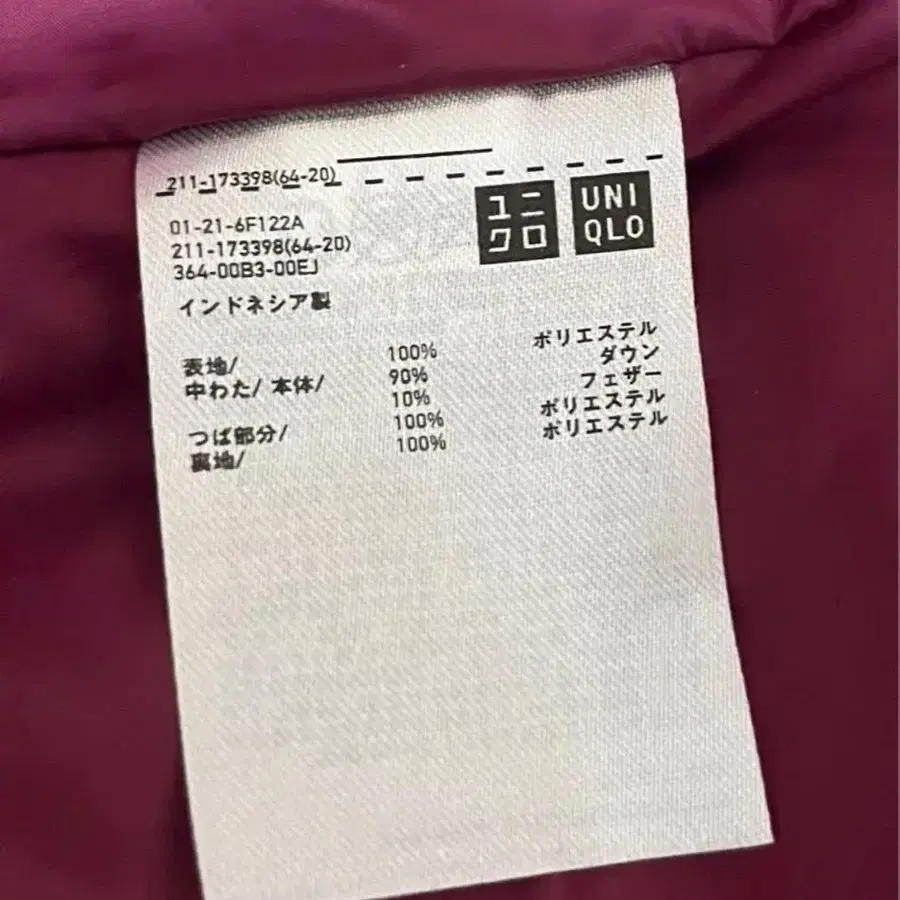 211-173398(64-20)
ユニ
クロ
UNI
QLO
01-21-6F122A
211-173398(64-20)
364-00B3-00EJ
インドネシア製
表地/ 100% ポリエステル
中わた/ 本体/ 90% ダウン
10% フェザー
つば部分/ 100% ポリエステル
裏地/ 100% ポリエステル